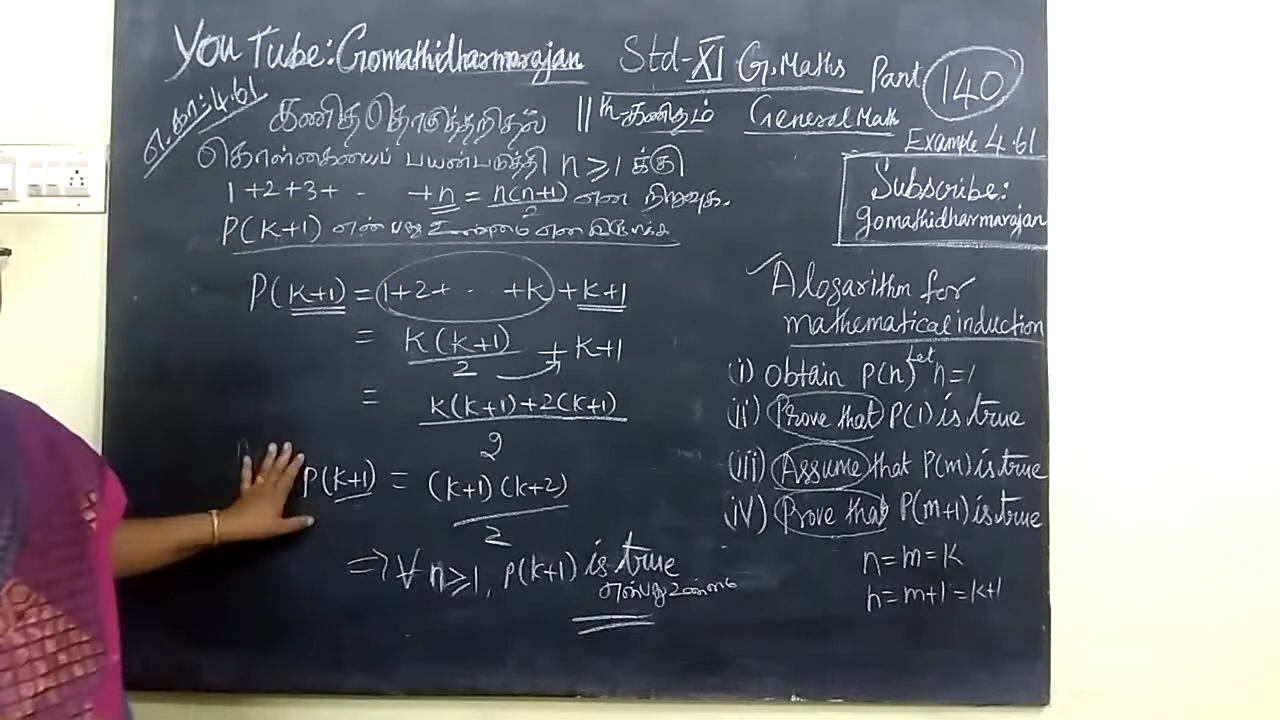 YouTube: Gomathidharmarajan Std-XI G.Maths Part 140
எ.கா: 4.61
கணித தொகுத்தறிதல் 11th-கணிதம் General Math
Example 4.61
கொள்கையைப் பயன்படுத்தி n ≥ 1 க்கு
1+2+3+ · · +n = n(n+1)/2 என நிறுவுக.
P(k+1) என்பது உண்மை என
Subscribe:
gomathidharmarajan
P(k+1) = 1+2+ · · +k + k+1
= k(k+1)/2 + k+1
= k(k+1)+2(k+1)/2
P(k+1) = (k+1)(k+2)/2
⇒ ∀ n≥1, P(k+1) is true
என்பது உண்மை
Alogarithm for
mathematical induction
(i) Obtain P(n) Let n=1
(ii) Prove that P(1) is true
(iii) Assume that P(m) is true
(iv) Prove that P(m+1) is true
n=m=k
n=m+1=k+1